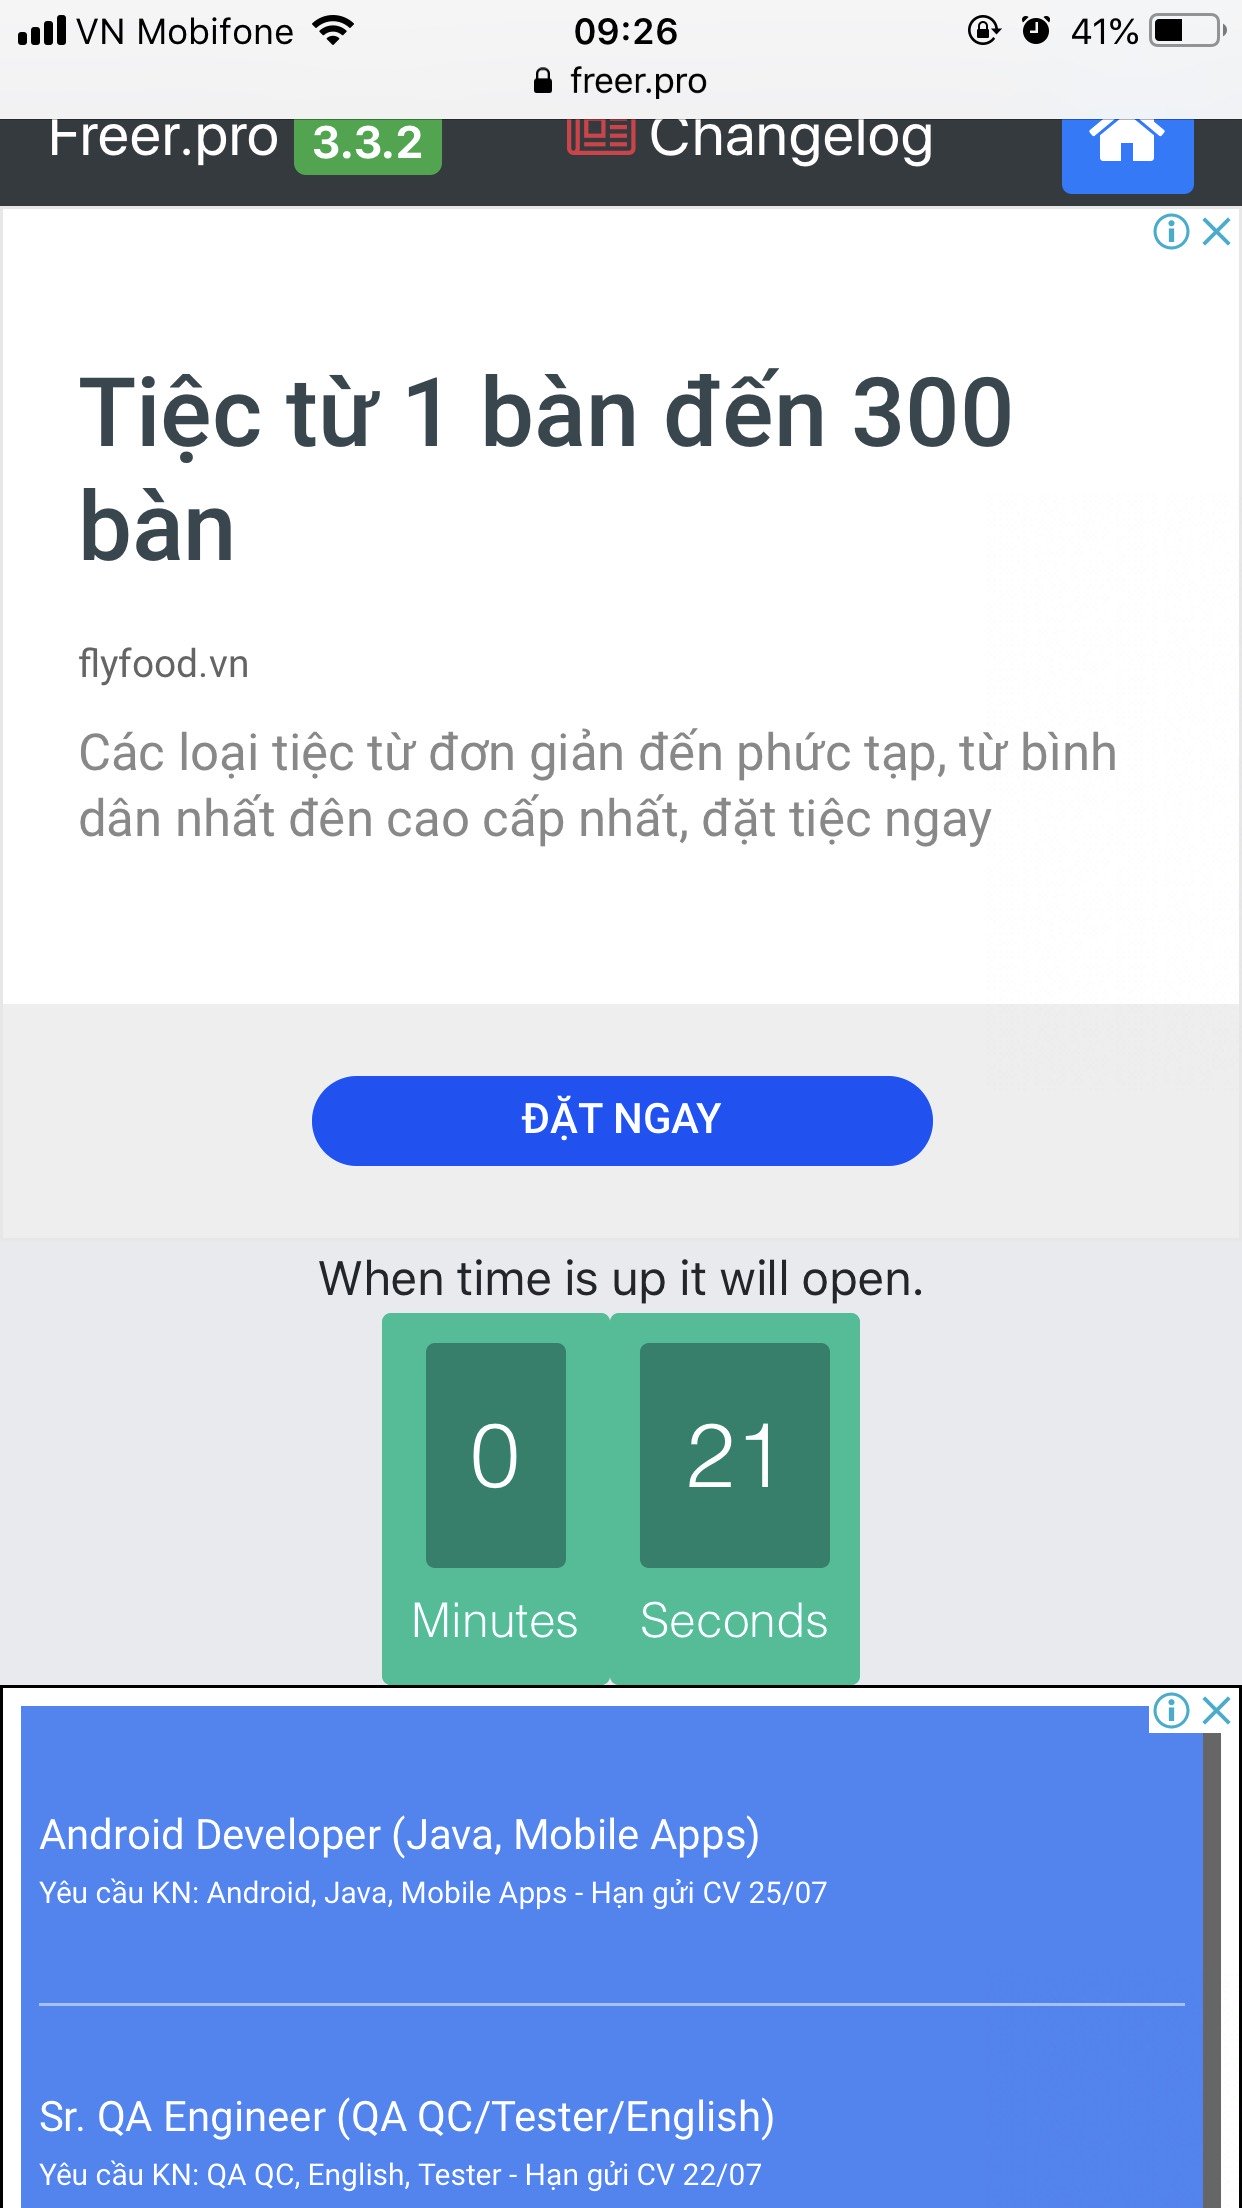 VN Mobifone 09:26 41%
freer.pro
Freer.pro 3.3.2 Changelog
Tiệc từ 1 bàn đến 300
bàn
flyfood.vn
Các loại tiệc từ đơn giản đến phức tạp, từ bình
dân nhất đên cao cấp nhất, đặt tiệc ngay
ĐẶT NGAY
When time is up it will open.
0 21
Minutes Seconds
Android Developer (Java, Mobile Apps)
Yêu cầu KN: Android, Java, Mobile Apps - Hạn gửi CV 25/07
Sr. QA Engineer (QA QC/Tester/English)
Yêu cầu KN: QA QC, English, Tester - Hạn gửi CV 22/07